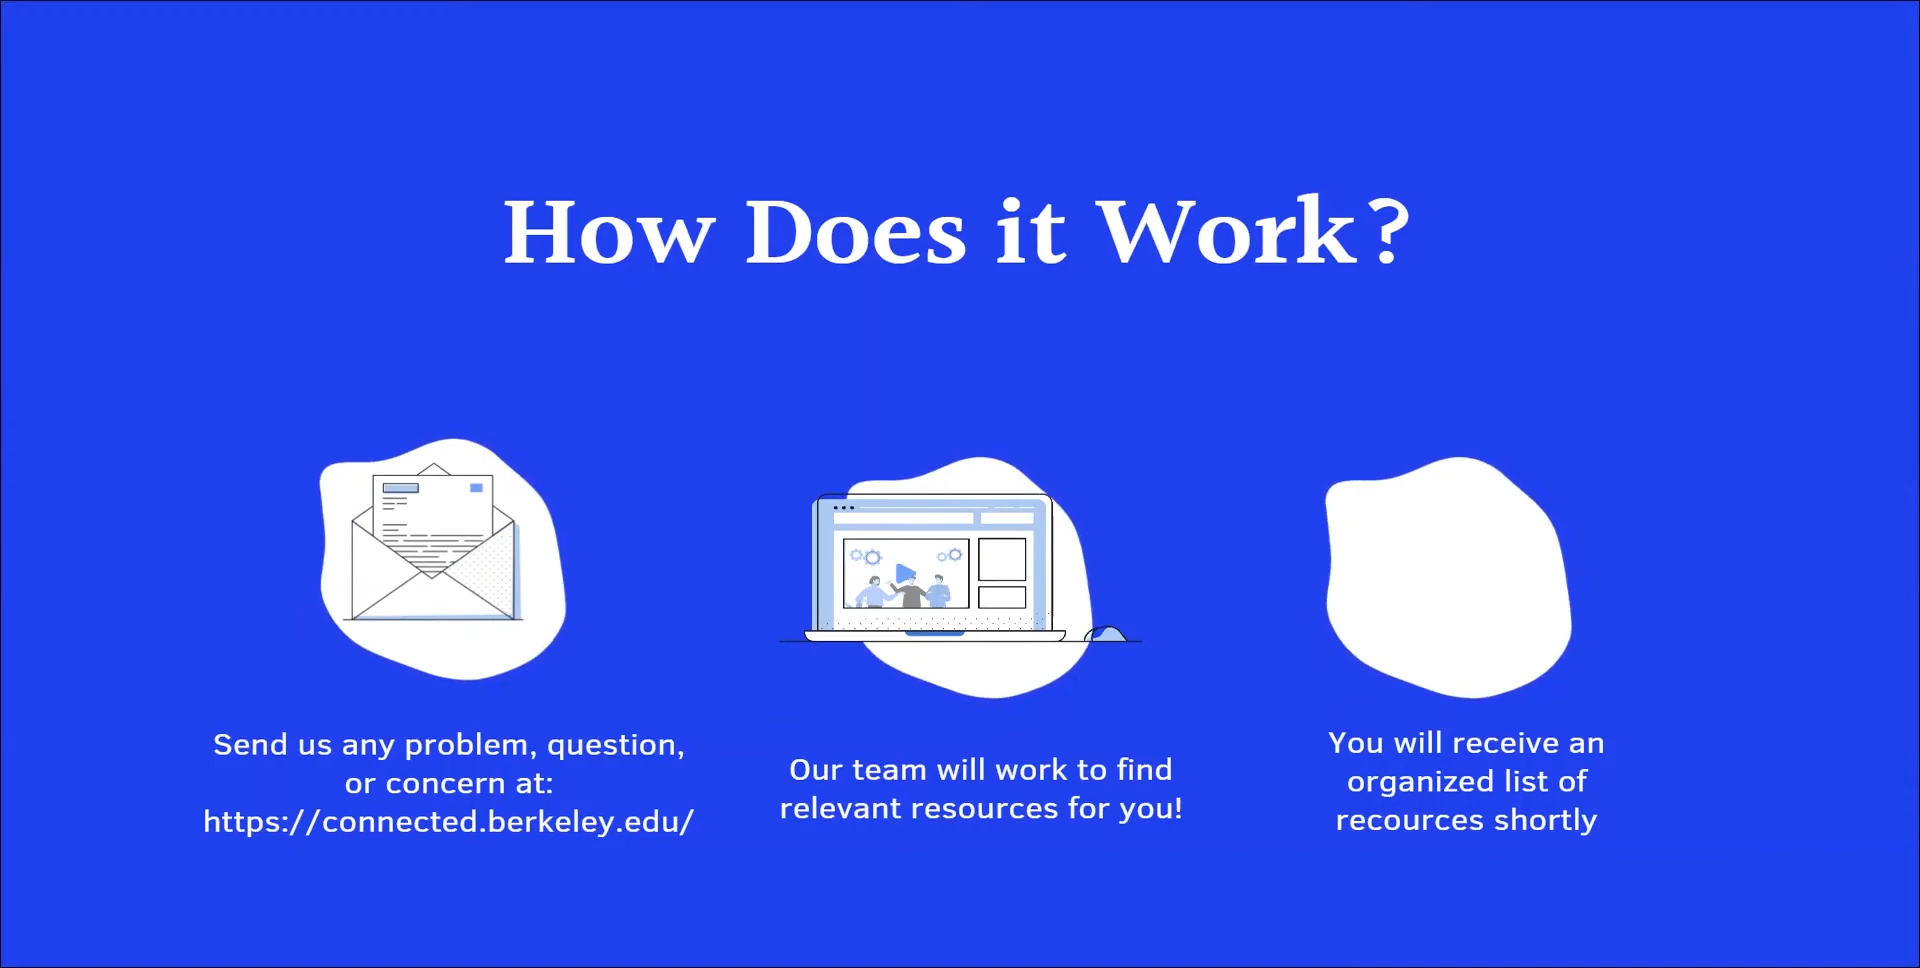 How Does it Work?
Send us any problem, question,
or concern at:
https://connected.berkeley.edu/
Our team will work to find
relevant resources for you!
You will receive an
organized list of
recources shortly